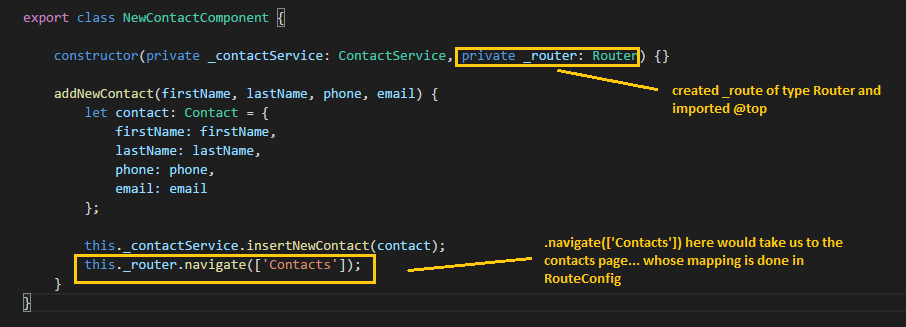 export class NewContactComponent {
constructor(private _contactService: ContactService, private _router: Router) {}
created _route of type Router and
imported @top
addNewContact(firstName, lastName, phone, email) {
let contact: Contact = {
firstName: firstName,
lastName: lastName,
phone: phone,
email: email
};
this._contactService.insertNewContact(contact);
this._router.navigate(['Contacts']);
.navigate(['Contacts']) here would take us to the
contacts page... whose mapping is done in
RouteConfig
}
}